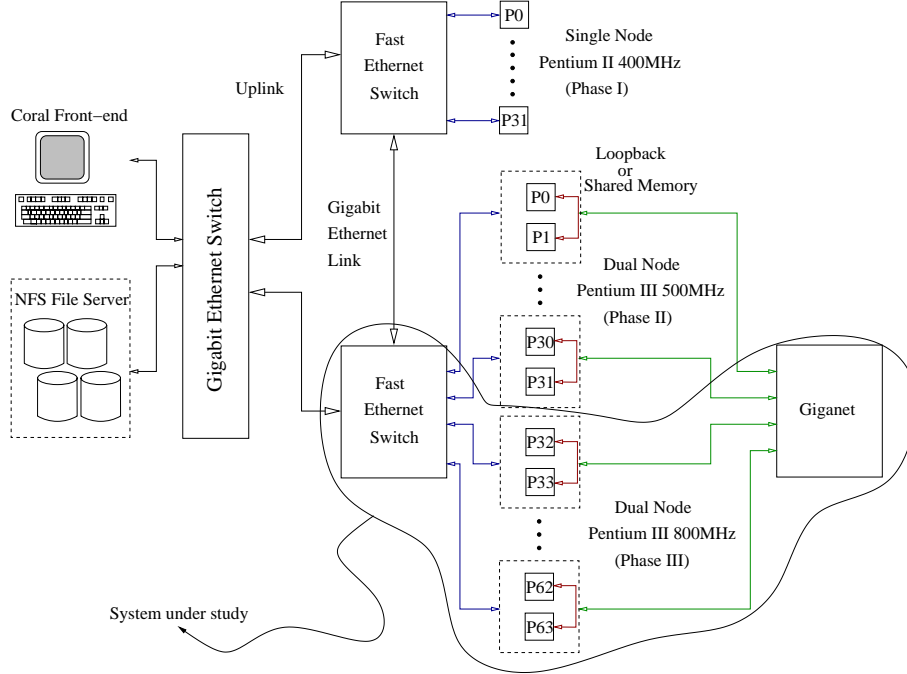 P0
Fast
Ethernet
Switch
P31
Single Node
Pentium II 400MHz
(Phase I)
Uplink
Coral Front-end
Gigabit Ethernet Switch
NFS File Server
Gigabit
Ethernet
Link
Loopback
or
Shared Memory
P0
P1
Dual Node
Pentium III 500MHz
(Phase II)
P30
P31
Fast
Ethernet
Switch
Giganet
P32
P33
Dual Node
Pentium III 800MHz
(Phase III)
P62
P63
System under study